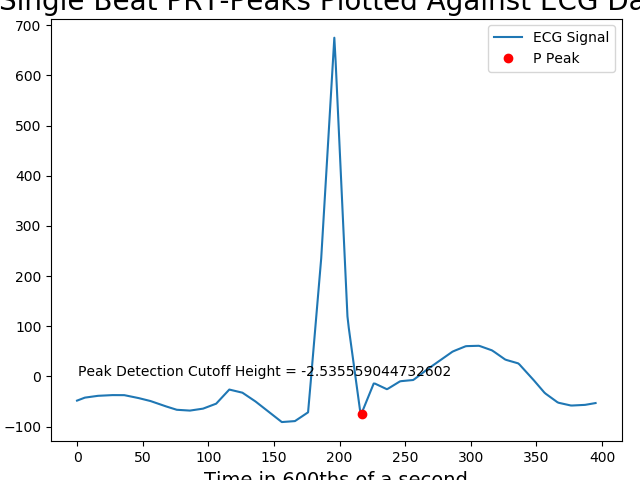 Single Beat PRT-Peaks Plotted Against ECG Da
700
600
500
400
300
200
100
0
−100
ECG Signal
P Peak
Peak Detection Cutoff Height = -2.535559044732602
0 50 100 150 200 250 300 350 400
Time in 600ths of a second